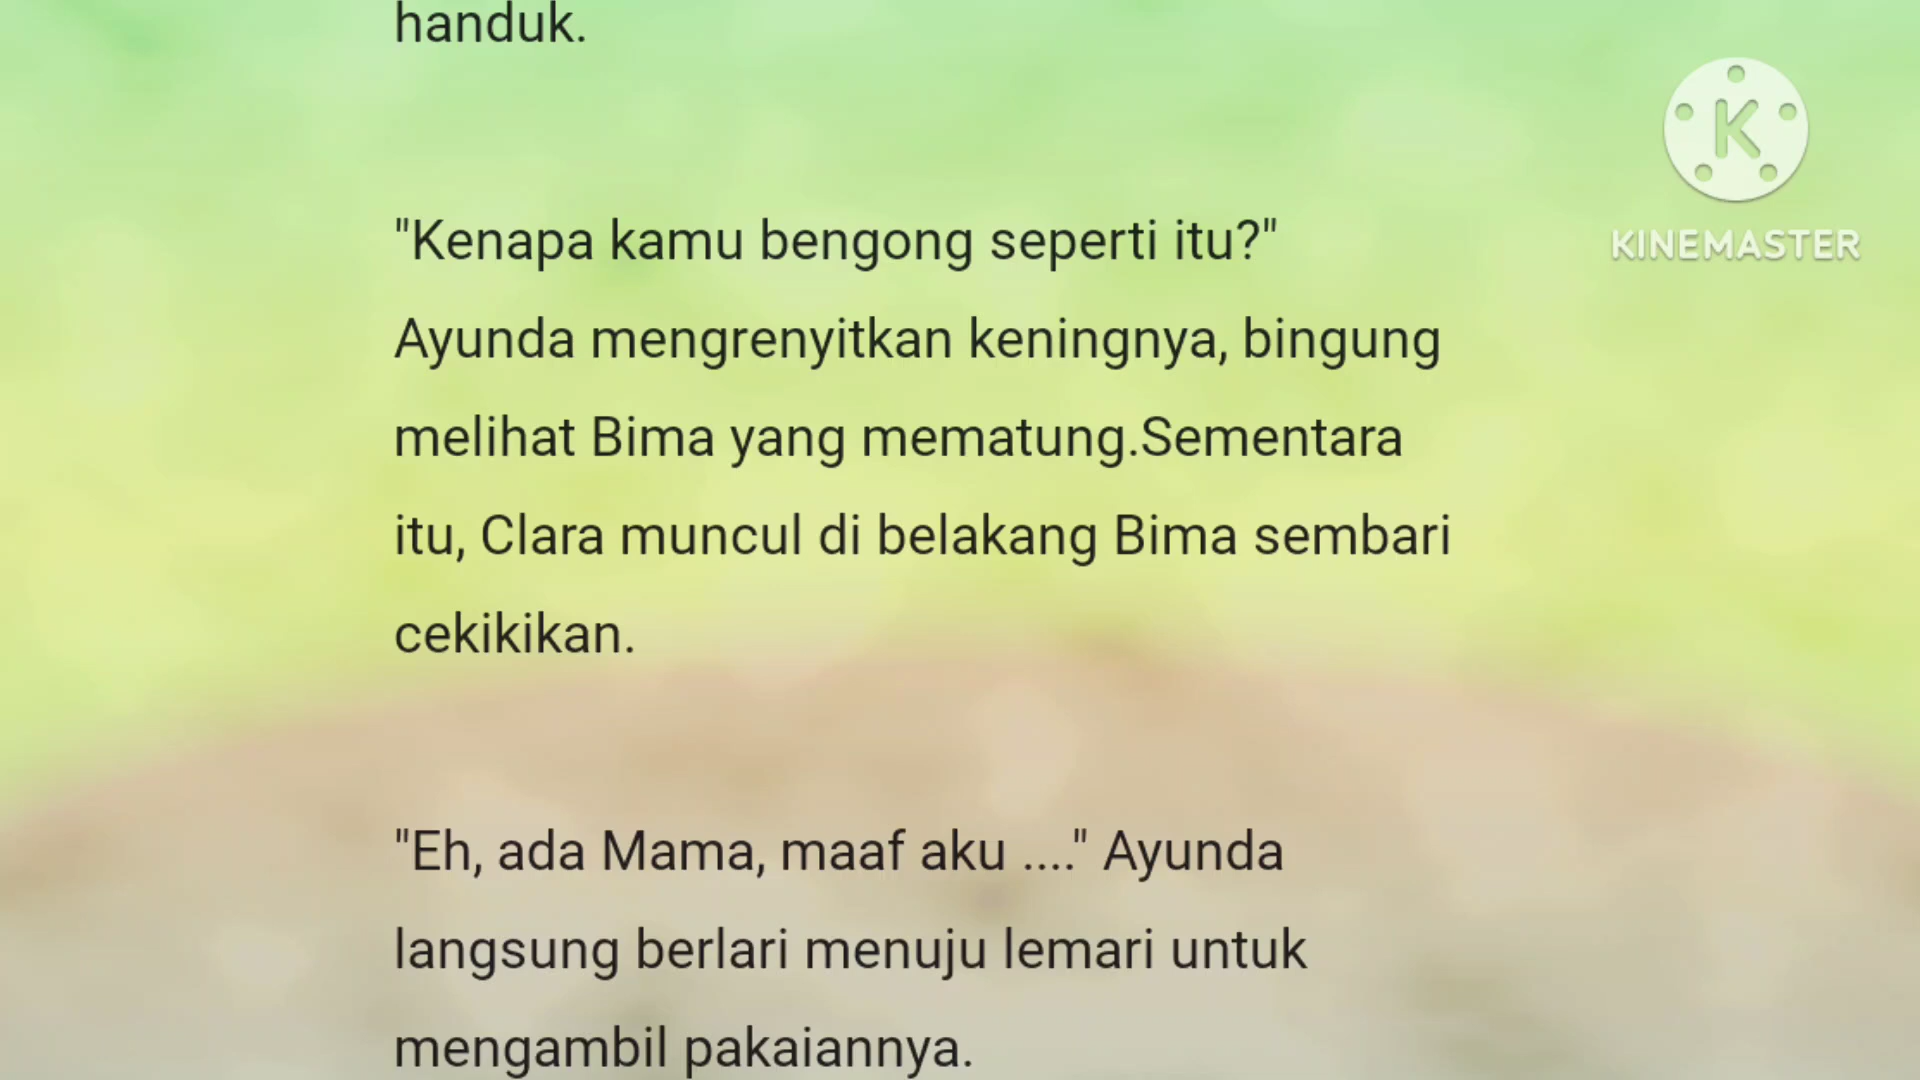 handuk.
"Kenapa kamu bengong seperti itu?"
Ayunda mengrenyitkan keningnya, bingung
melihat Bima yang mematung.Sementara
itu, Clara muncul di belakang Bima sembari
cekikikan.
"Eh, ada Mama, maaf aku ...." Ayunda
langsung berlari menuju lemari untuk
mengambil pakaiannya.
K
KINEMASTER